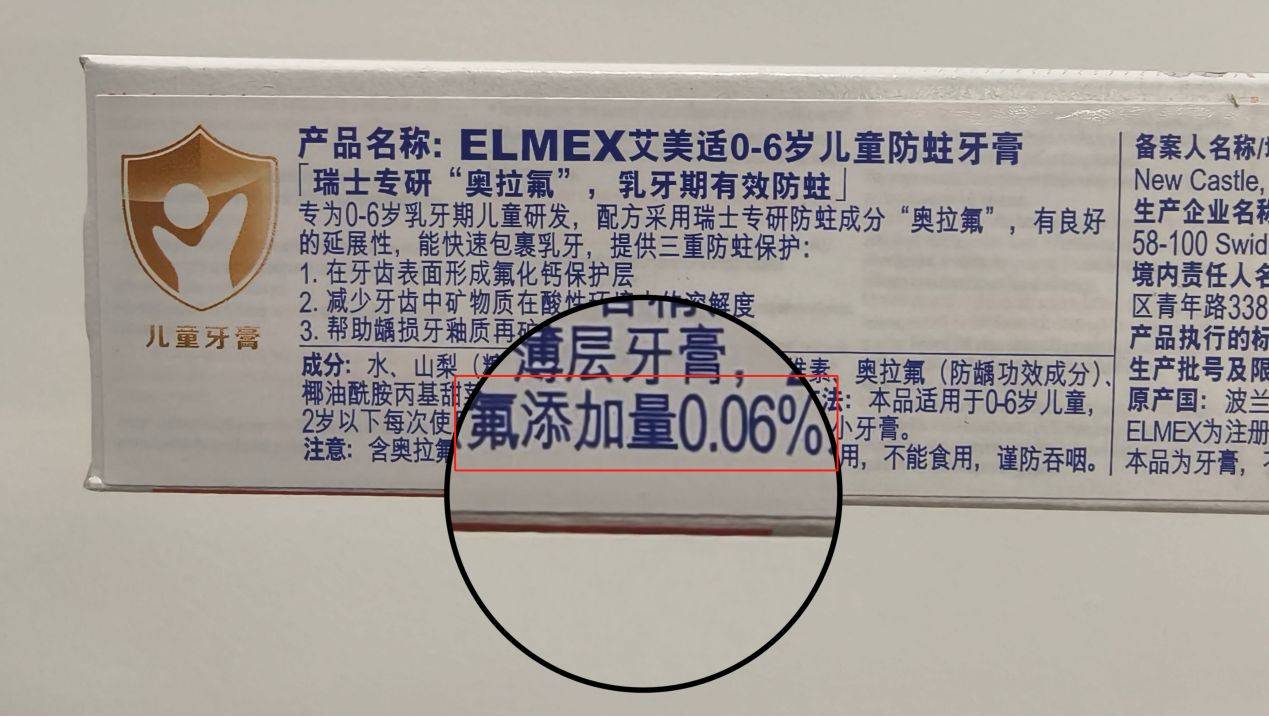 产品名称: ELMEX艾美适0-6岁儿童防蛀牙膏
「瑞士专研“奥拉氟”，乳牙期有效防蛀」
专为0-6岁乳牙期儿童研发，配方采用瑞士专研防蛀成分“奥拉氟”，有良好
的延展性，能快速包裹乳牙，提供三重防蛀保护:
1. 在牙齿表面形成氟化钙保护层
2. 减少牙齿中矿物质在酸性环境中的溶解度
3. 帮助龋损牙釉质再矿
成分: 水、山梨（
维素、奥拉氟（防龋功效成分）、
椰油酰胺丙基甜
法: 本品适用于0-6岁儿童，
2岁以下每次使
小牙膏。
注意: 含奥拉氟
用，不能食用，谨防吞咽。
薄层牙膏，
氟添加量0.06%
儿童牙膏
备案人名称/
New Castle,
生产企业名称
58-100 Swid
境内责任人名
区青年路338
产品执行的标
生产批号及限
原产国: 波兰
ELMEX为注册
本品为牙膏，